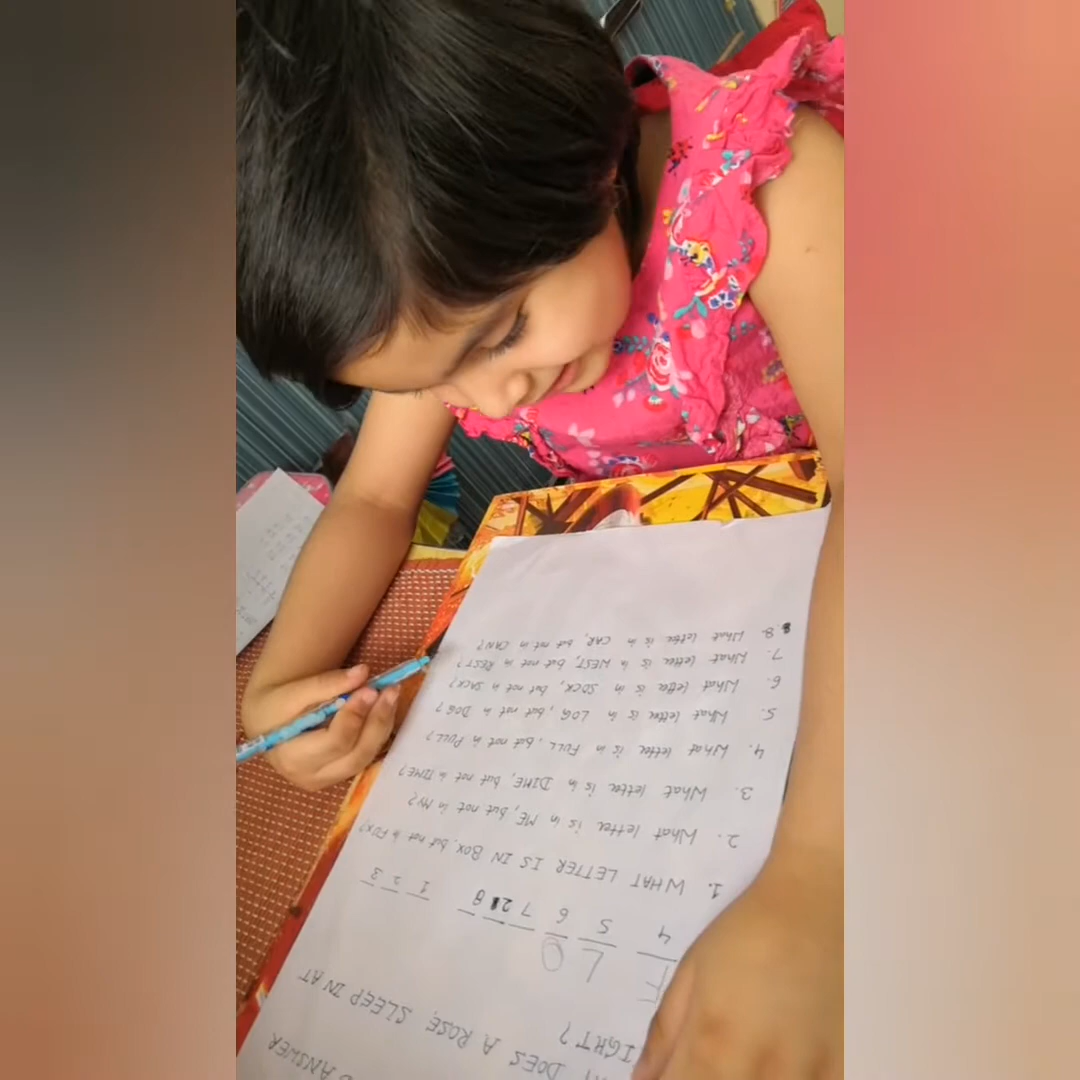 D ANSWER
DOES A ROSE SLEEP IN AT
IGHT?
F L O
4 5 6 7 2 8 1 2 3
1. WHAT LETTER IS IN BOX, but not in FOX?
2. What letter is in ME, but not in MY?
3. What letter is in DIME, but not in TIME?
4. What letter is in FULL, but not in PULL?
5. What letter is in LOG, but not in DOG?
6. What letter is in SOCK, but not in SACK?
7. What letter is in WEST, but not in REST?
8. What letter is in CAR, but not in CAN?